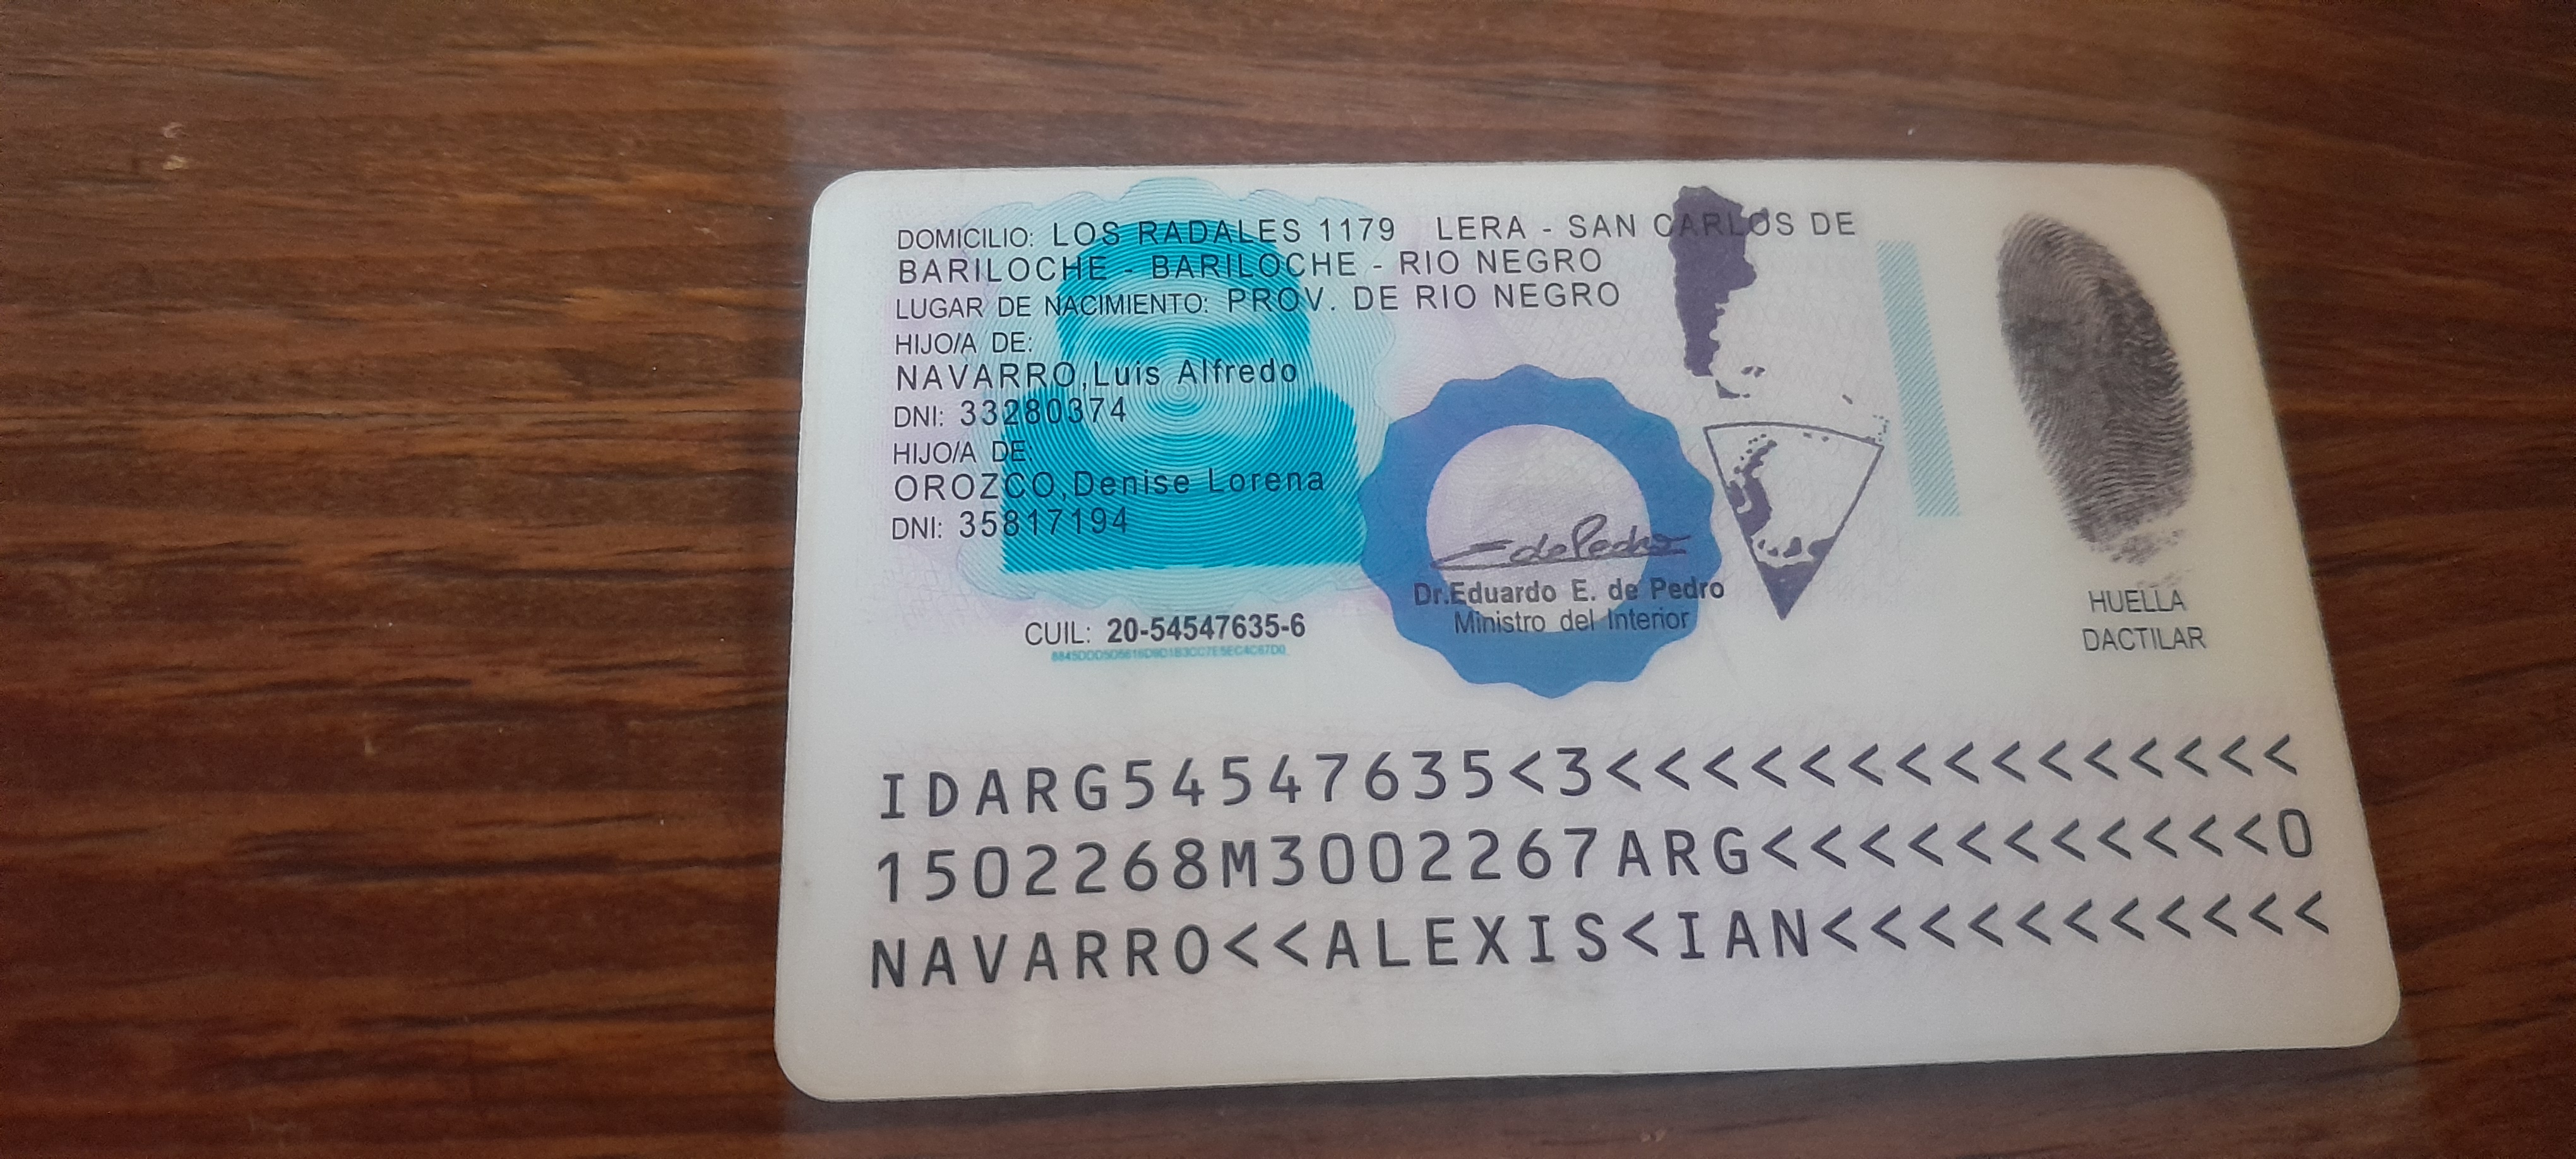 DOMICILIO: LOS RADALES 1179 LERA - SAN CARLOS DE
BARILOCHE - BARILOCHE - RIO NEGRO
LUGAR DE NACIMIENTO: PROV. DE RIO NEGRO
HIJO/A DE:
NAVARRO,Luis Alfredo
DNI: 33280374
HIJO/A DE
OROZCO,Denise Lorena
DNI: 35817194
CUIL: 20-54547635-6
Dr.Eduardo E. de Pedro
Ministro del Interior
HUELLA
DACTILAR
IDARG54547635<3<<<<<<<<<<<<<<<
1502268M3002267ARG<<<<<<<<<<<0
NAVARRO<<ALEXIS<IAN<<<<<<<<<<<